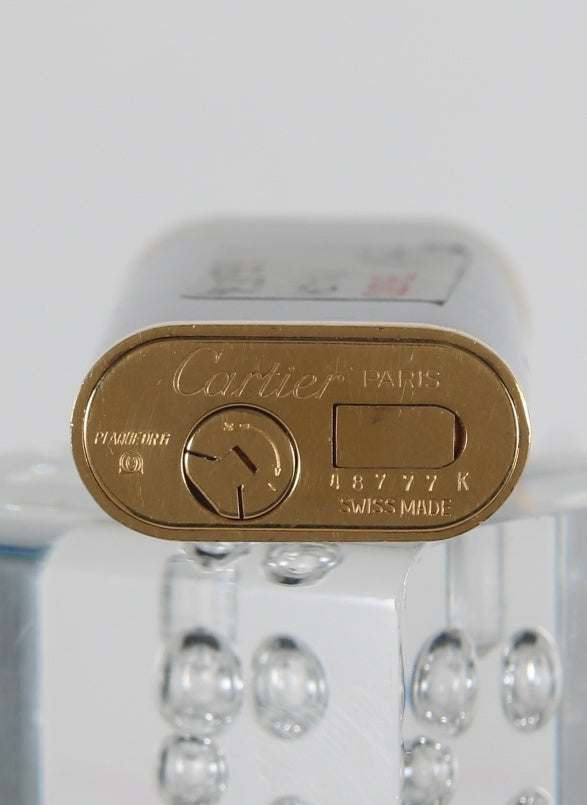 Cartier PARIS
PLAQUE OR G
48777 K
SWISS MADE